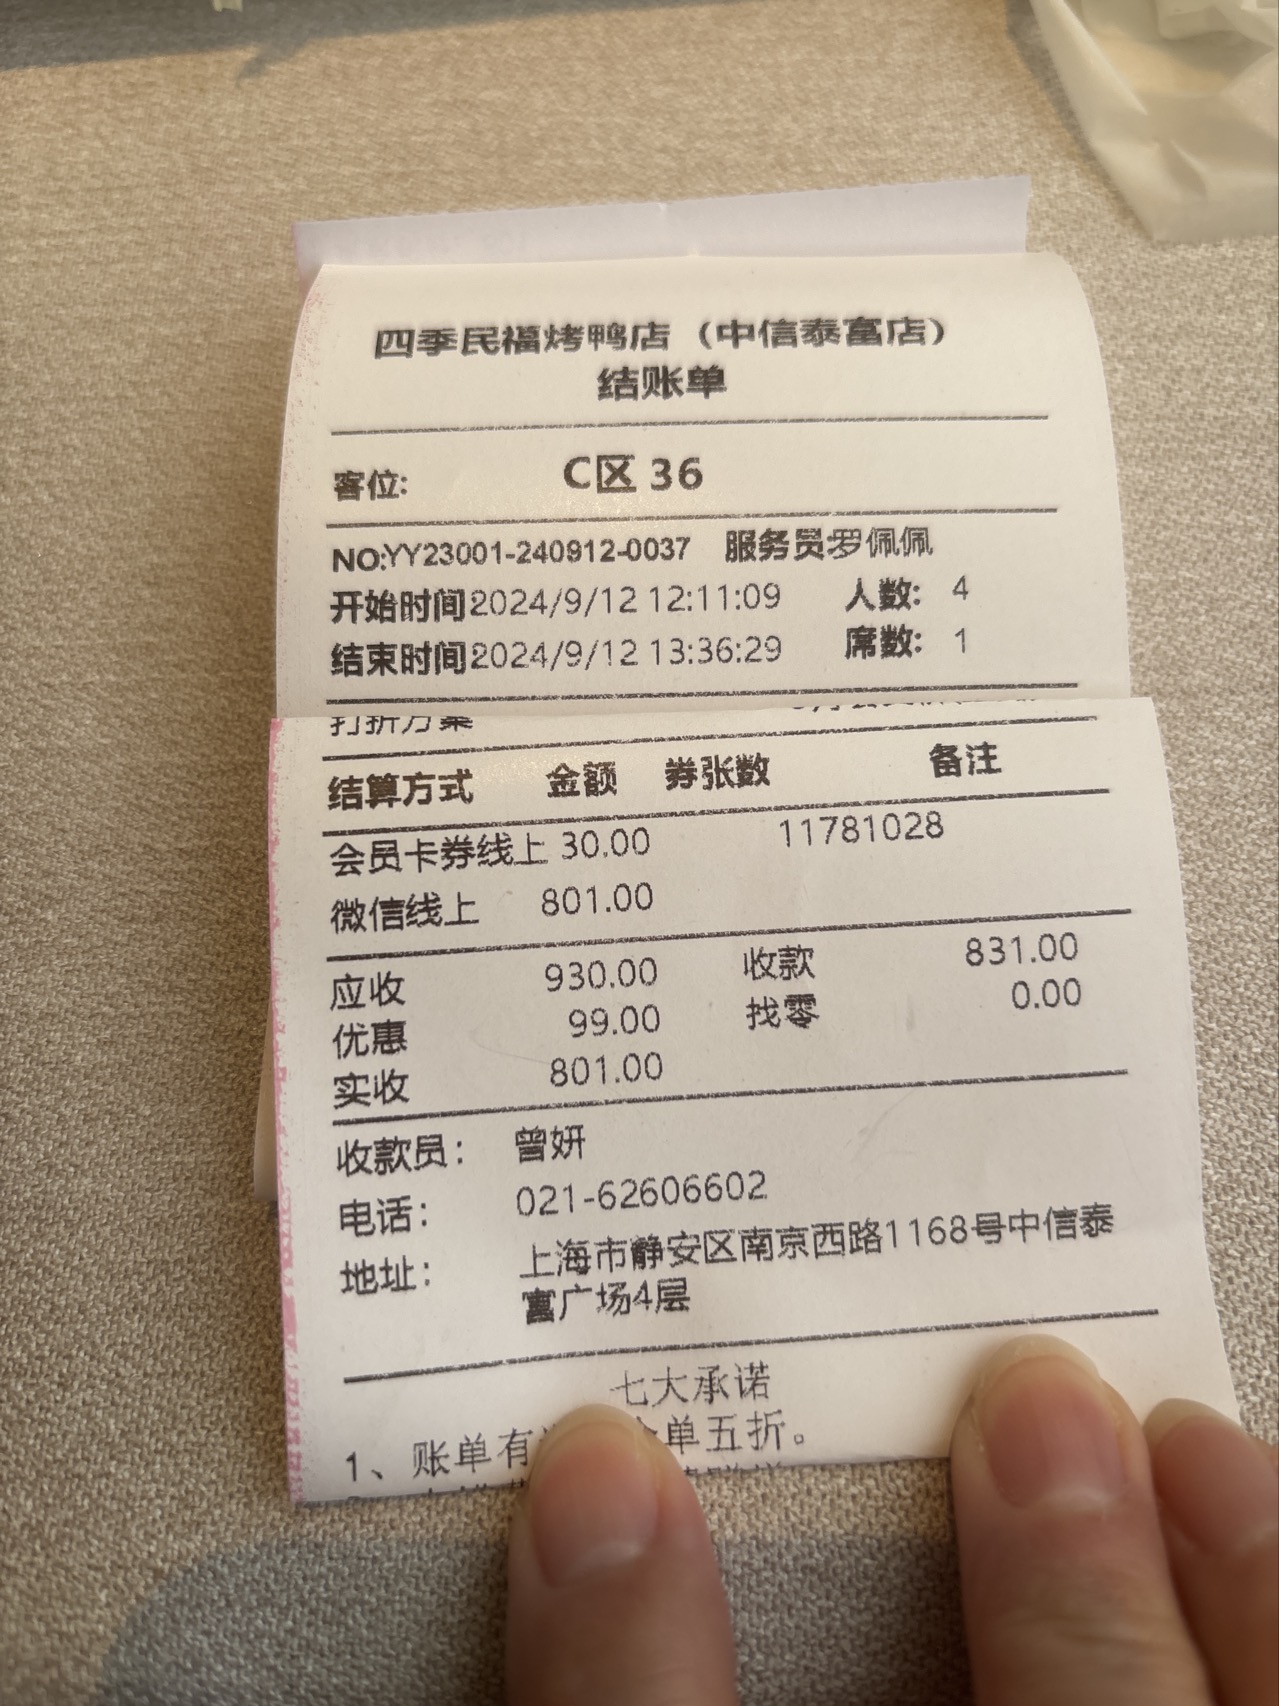 四季民福烤鸭店（中信泰富店）
结账单
客位: C区 36
NO:YY23001-240912-0037 服务员:罗佩佩
开始时间2024/9/12 12:11:09 人数: 4
结束时间2024/9/12 13:36:29 席数: 1
打折方案
结算方式 金额 券张数 备注
会员卡券线上 30.00 11781028
微信线上 801.00
应收 930.00 收款 831.00
优惠 99.00 找零 0.00
实收 801.00
收款员: 曾妍
电话: 021-62606602
地址: 上海市静安区南京西路1168号中信泰
富广场4层
七大承诺
1、账单有 单五折。